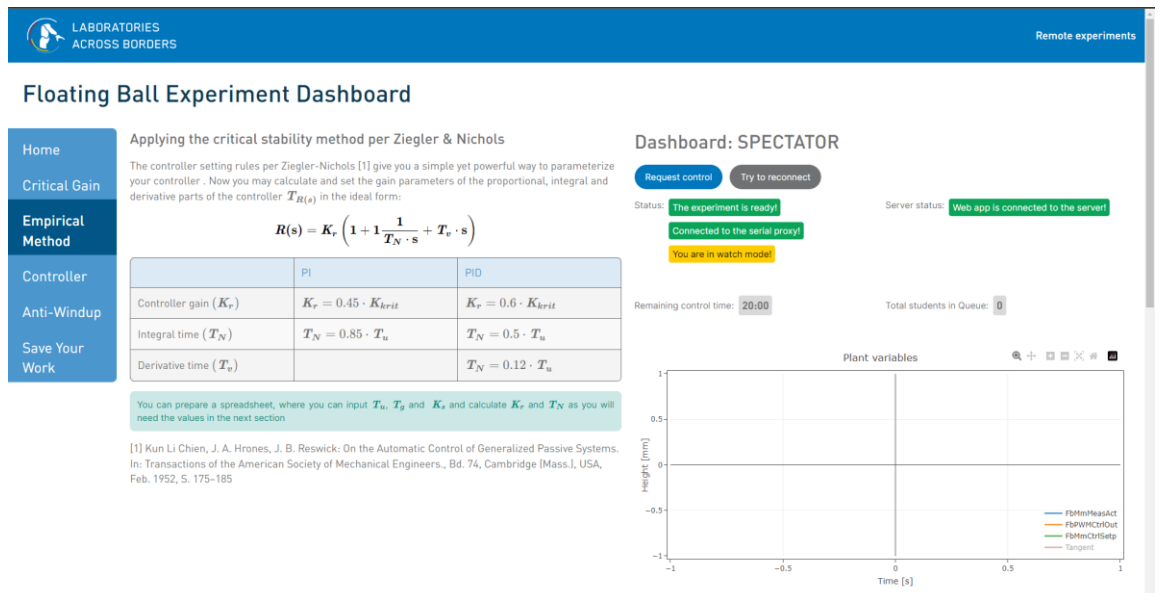 LABORATORIES
ACROSS BORDERS
Remote experiments
Floating Ball Experiment Dashboard
Home
Critical Gain
Empirical
Method
Controller
Anti-Windup
Save Your
Work
Applying the critical stability method per Ziegler & Nichols
The controller setting rules per Ziegler-Nichols [1] give you a simple yet powerful way to parameterize
your controller . Now you may calculate and set the gain parameters of the proportional, integral and
derivative parts of the controller T_{R(s)} in the ideal form:
R(s) = K_r (1 + 1 \frac{1}{T_N · s} + T_v · s)
PI PID
Controller gain (K_r) K_r = 0.45 · K_{krit} K_r = 0.6 · K_{krit}
Integral time (T_N) T_N = 0.85 · T_u T_N = 0.5 · T_u
Derivative time (T_v) T_N = 0.12 · T_u
You can prepare a spreadsheet, where you can input T_u, T_g and K_s and calculate K_r and T_N as you will
need the values in the next section
[1] Kun Li Chien, J. A. Hrones, J. B. Reswick: On the Automatic Control of Generalized Passive Systems.
In: Transactions of the American Society of Mechanical Engineers., Bd. 74, Cambridge (Mass.), USA,
Feb. 1952, S. 175–185
Dashboard: SPECTATOR
Request control Try to reconnect
Status: The experiment is ready!
Connected to the serial proxy!
You are in watch mode!
Server status: Web app is connected to the server!
Remaining control time: 20:00
Total students in Queue: 0
Plant variables
Height [mm]
1
0.5
0
−0.5
−1
−1 −0.5 0 0.5 1
Time [s]
FbMmMeasAct
FbPWMCtrlOut
FbMmCtrlSetp
Tangent